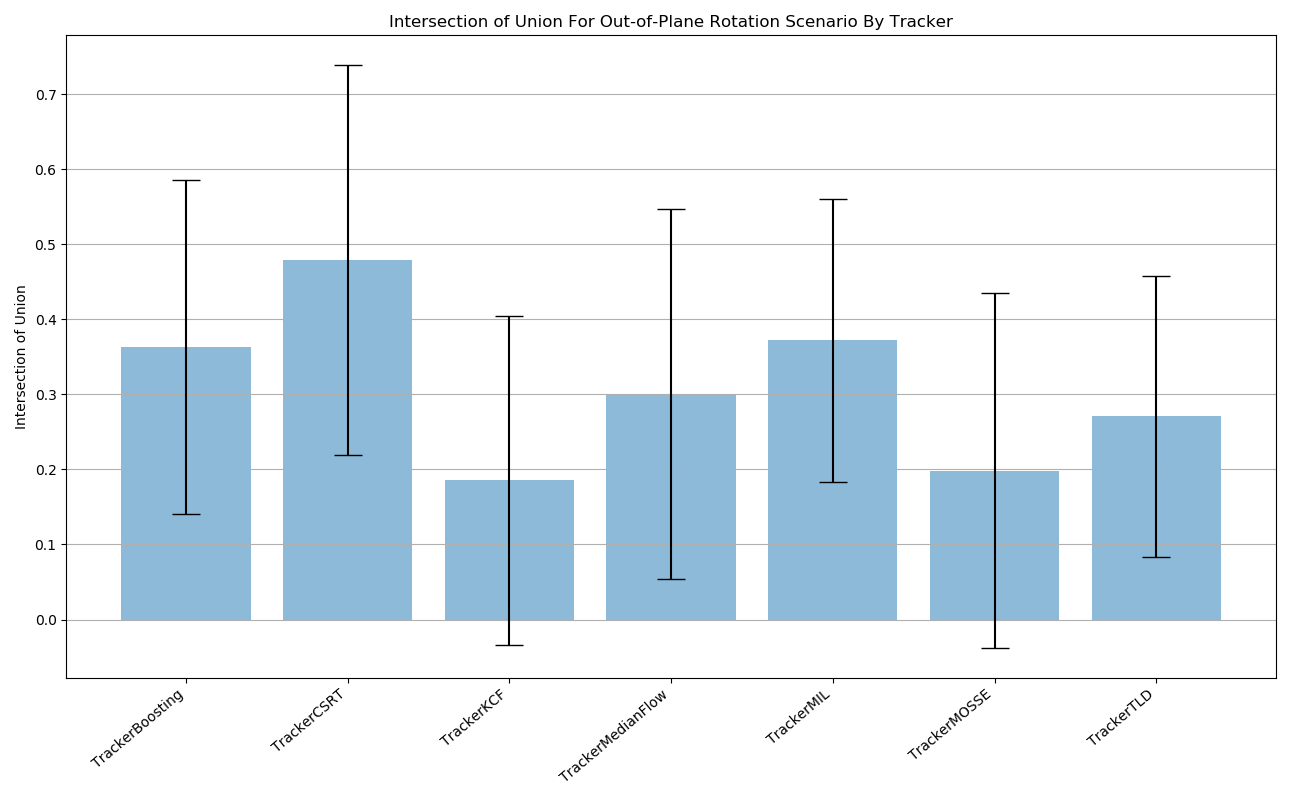 Intersection of Union For Out-of-Plane Rotation Scenario By Tracker
Intersection of Union
0.7
0.6
0.5
0.4
0.3
0.2
0.1
0.0
TrackerBoosting
TrackerCSRT
TrackerKCF
TrackerMedianFlow
TrackerMIL
TrackerMOSSE
TrackerTLD